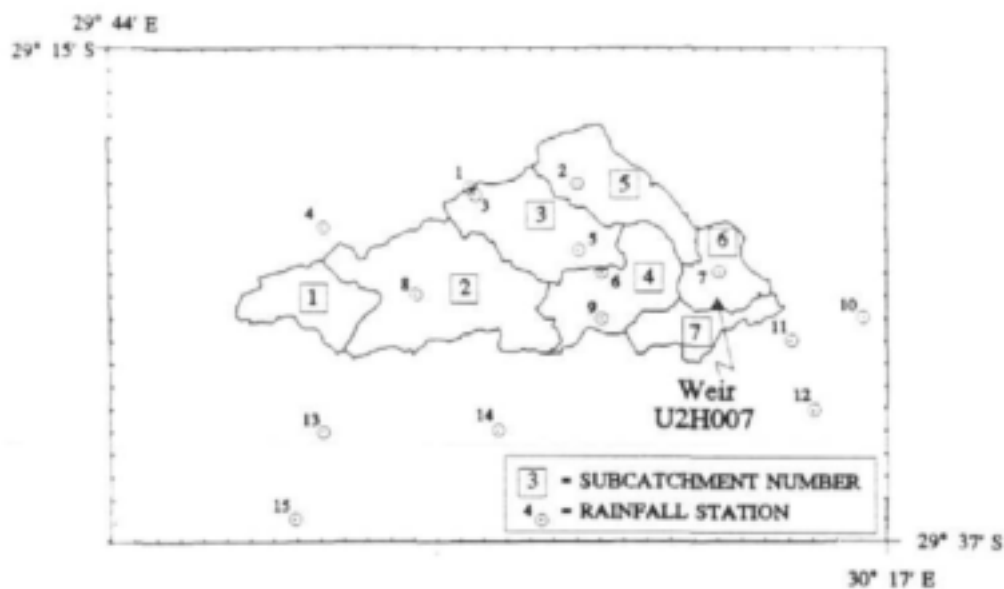 29° 44' E
29° 15' S
1
2
5
3
3
4
5
6
7
6
4
8
2
1
9
7
10
11
Weir
U2H007
12
13
14
3 = SUBCATCHMENT NUMBER
4 = RAINFALL STATION
15
29° 37' S
30° 17' E